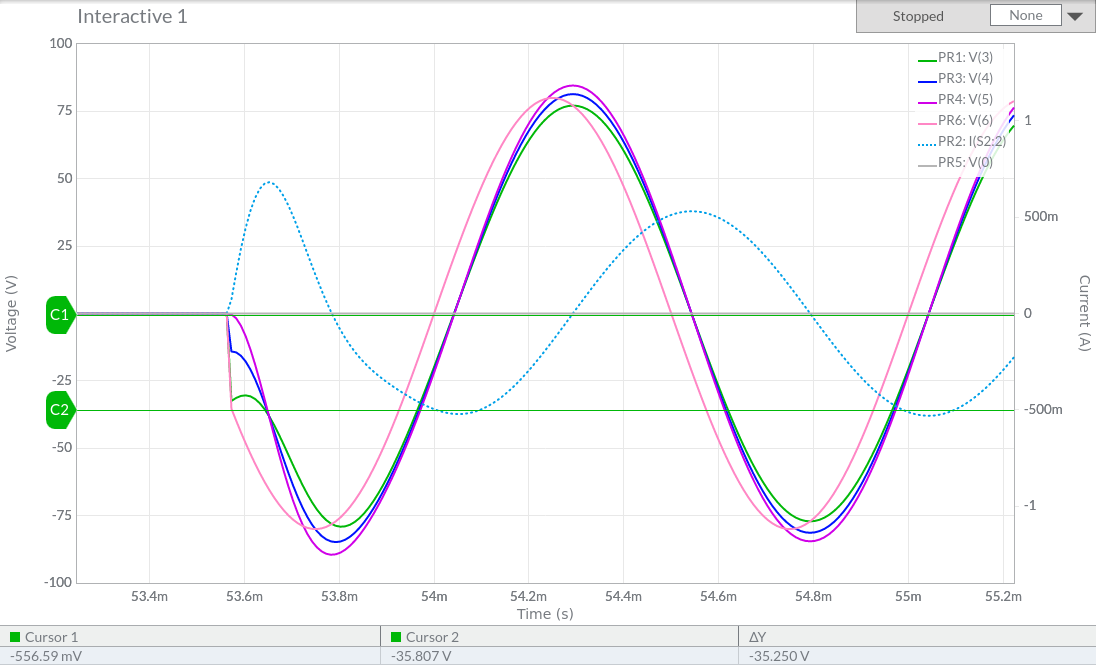 Interactive 1
Stopped
None
100
75
50
25
C1
-25
C2
-50
-75
-100
Voltage (V)
PR1: V(3)
PR3: V(4)
PR4: V(5)
PR6: V(6)
PR2: I(S2:2)
PR5: V(0)
1
500m
0
-500m
-1
Current (A)
53.4m 53.6m 53.8m 54m 54.2m 54.4m 54.6m 54.8m 55m 55.2m
Time (s)
Cursor 1 Cursor 2 ΔY
-556.59 mV -35.807 V -35.250 V